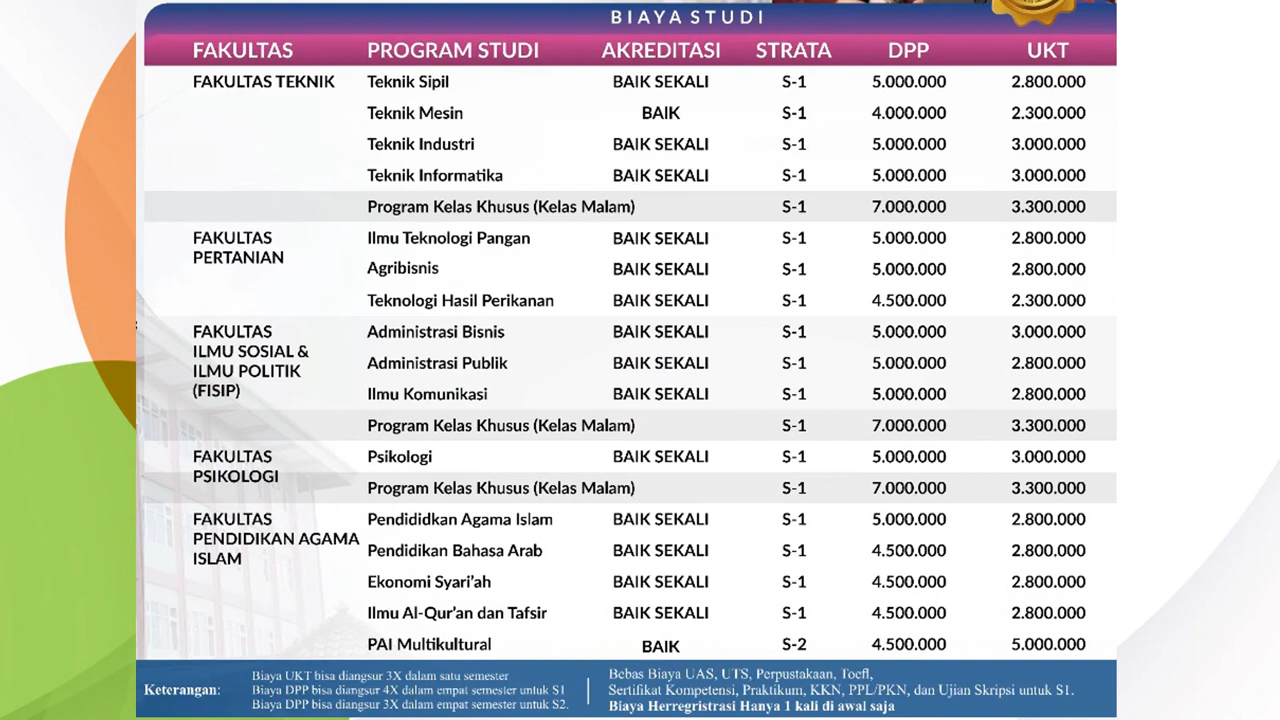 BIAYA STUDI
FAKULTAS PROGRAM STUDI AKREDITASI STRATA DPP UKT
FAKULTAS TEKNIK Teknik Sipil BAIK SEKALI S-1 5.000.000 2.800.000
Teknik Mesin BAIK S-1 4.000.000 2.300.000
Teknik Industri BAIK SEKALI S-1 5.000.000 3.000.000
Teknik Informatika BAIK SEKALI S-1 5.000.000 3.000.000
Program Kelas Khusus (Kelas Malam) S-1 7.000.000 3.300.000
FAKULTAS Ilmu Teknologi Pangan BAIK SEKALI S-1 5.000.000 2.800.000
PERTANIAN
Agribisnis BAIK SEKALI S-1 5.000.000 2.800.000
Teknologi Hasil Perikanan BAIK SEKALI S-1 4.500.000 2.300.000
FAKULTAS Administrasi Bisnis BAIK SEKALI S-1 5.000.000 3.000.000
ILMU SOSIAL &
ILMU POLITIK Administrasi Publik BAIK SEKALI S-1 5.000.000 2.800.000
(FISIP) Ilmu Komunikasi BAIK SEKALI S-1 5.000.000 2.800.000
Program Kelas Khusus (Kelas Malam) S-1 7.000.000 3.300.000
FAKULTAS Psikologi BAIK SEKALI S-1 5.000.000 3.000.000
PSIKOLOGI
Program Kelas Khusus (Kelas Malam) S-1 7.000.000 3.300.000
FAKULTAS Pendididkan Agama Islam BAIK SEKALI S-1 5.000.000 2.800.000
PENDIDIKAN AGAMA
ISLAM Pendidikan Bahasa Arab BAIK SEKALI S-1 4.500.000 2.800.000
Ekonomi Syari'ah BAIK SEKALI S-1 4.500.000 2.800.000
Ilmu Al-Qur'an dan Tafsir BAIK SEKALI S-1 4.500.000 2.800.000
PAI Multikultural BAIK S-2 4.500.000 5.000.000
Keterangan:
Biaya UKT bisa diangsur 3X dalam satu semester
Biaya DPP bisa diangsur 4X dalam empat semester untuk S1
Biaya DPP bisa diangsur 3X dalam empat semester untuk S2.
Bebas Biaya UAS, UTS, Perpustakaan, Toefl,
Sertifikat Kompetensi, Praktikum, KKN, PPL/PKN, dan Ujian Skripsi untuk S1.
Biaya Herregristrasi Hanya 1 kali di awal saja